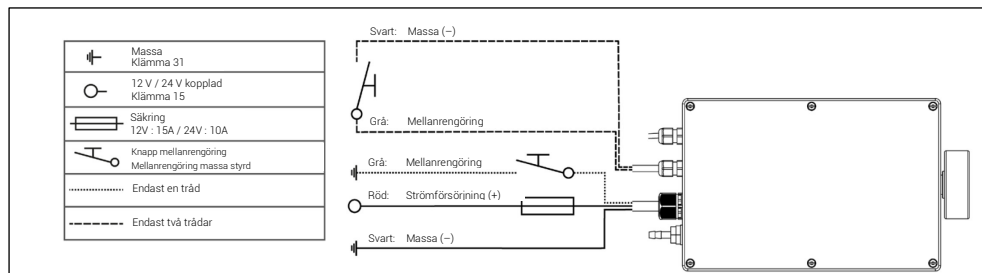 Massa
Klämma 31
12 V / 24 V kopplad
Klämma 15
Säkring
12V : 15A / 24V : 10A
Knapp mellanrengöring
Mellanrengöring massa styrd
Endast en tråd
Endast två trådar
Svart: Massa (–)
Grå: Mellanrengöring
Grå: Mellanrengöring
Röd: Strömförsörjning (+)
Svart: Massa (–)